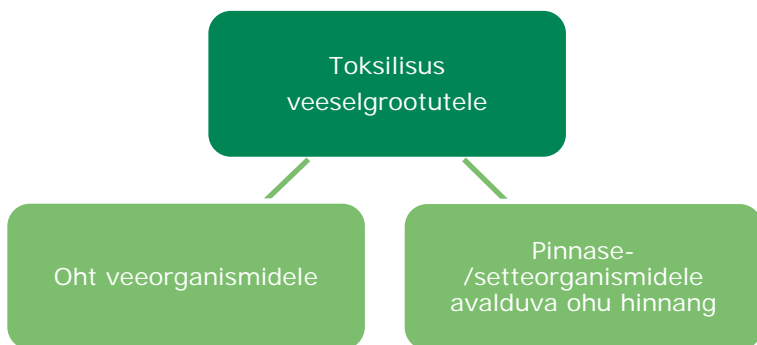 Toksilisus
veeselgrootutele
Oht veeorganismidele
Pinnase-
/setteorganismidele
avalduva ohu hinnang